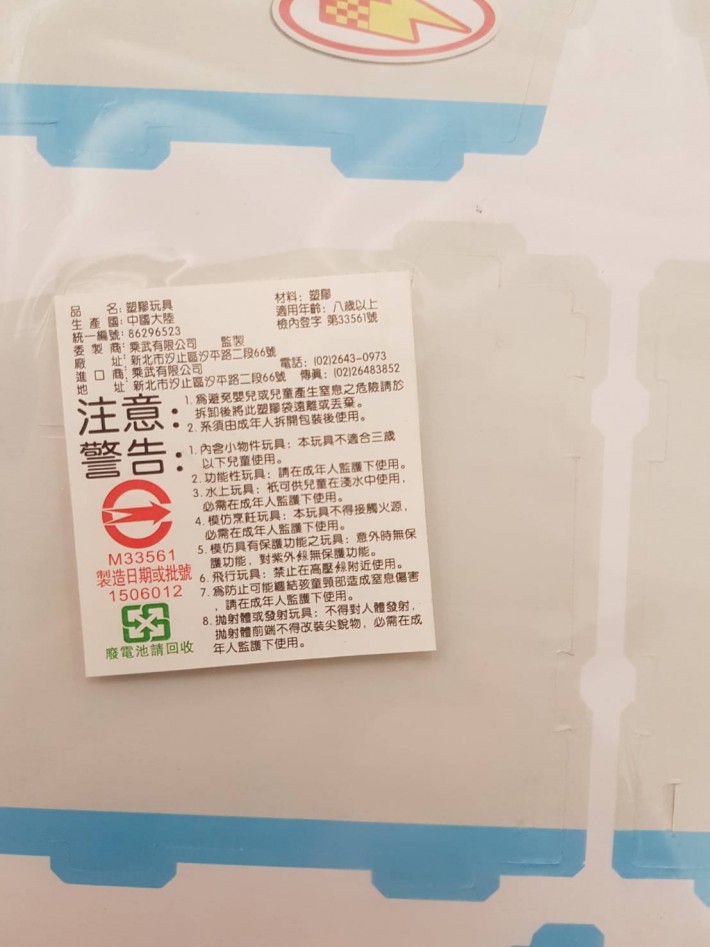 品　　名: 塑膠玩具　材料: 塑膠
生 產 國: 中國大陸　適用年齡: 八歲以上
統一編號: 86296523　檢內登字 第33561號
委 製 商: 乘武有限公司　監製
廠　　址: 新北市汐止區汐平路二段66號
進 口 商: 乘武有限公司　電話: (02)2643-0973
地　　址: 新北市汐止區汐平路二段66號　傳真: (02)26483852
注意:
1. 為避免嬰兒或兒童產生窒息之危險請於
拆卸後將此塑膠袋遠離或丟棄。
2. 系須由成年人拆開包裝後使用。
警告:
1. 內含小物件玩具: 本玩具不適合三歲
以下兒童使用。
2. 功能性玩具: 請在成年人監護下使用。
3. 水上玩具: 祇可供兒童在淺水中使用,
必需在成年人監護下使用。
4. 模仿烹飪玩具: 本玩具不得接觸火源,
必需在成年人監護下使用。
5. 模仿具有保護功能之玩具: 意外時無保
護功能, 對紫外線無保護功能。
6. 飛行玩具: 禁止在高壓線附近使用。
7. 為防止可能纏結孩童頸部造成窒息傷害
, 請在成年人監護下使用。
8. 拋射體或發射玩具: 不得對人體發射,
拋射體前端不得改裝尖銳物, 必需在成
年人監護下使用。
M33561
製造日期或批號
1506012
廢電池請回收